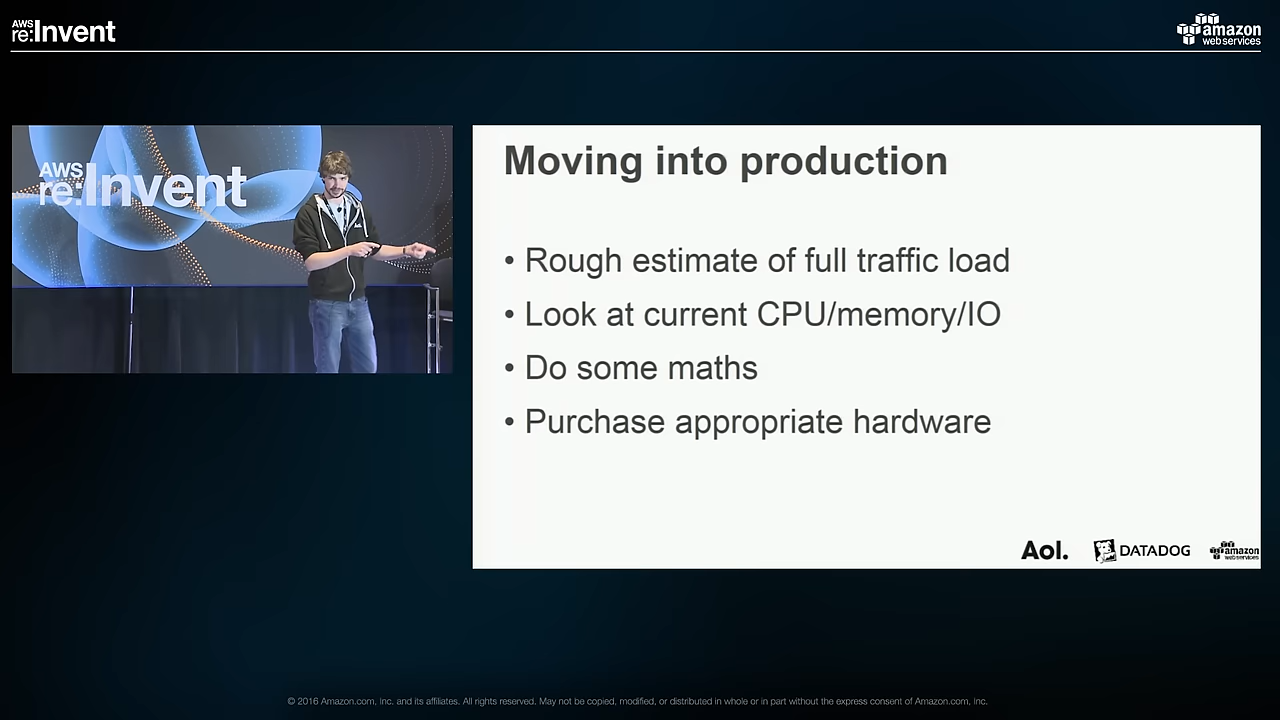 AWS
re:Invent
amazon
webservices
AWS
re:Invent
Moving into production
• Rough estimate of full traffic load
• Look at current CPU/memory/IO
• Do some maths
• Purchase appropriate hardware
Aol.
DATADOG
amazon
webservices
© 2016 Amazon.com, Inc. and its affiliates. All rights reserved. May not be copied, modified, or distributed in whole or in part without the express consent of Amazon.com, Inc.